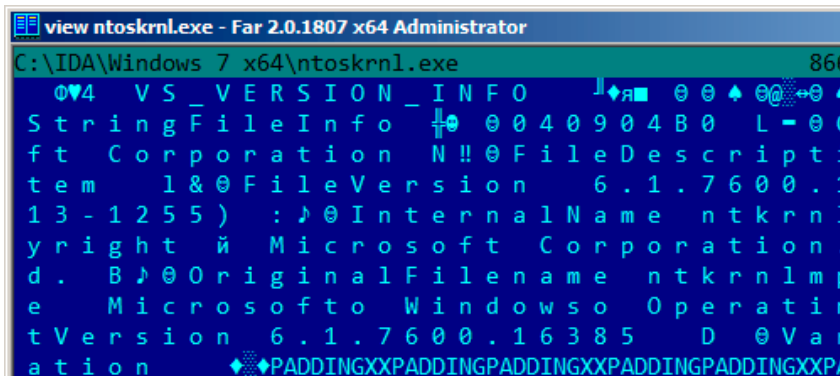 view ntoskrnl.exe - Far 2.0.1807 x64 Administrator
C:\IDA\Windows 7 x64\ntoskrnl.exe 866
Ф♥4 V S _ V E R S I O N _ I N F O ╜♦я■ ☺ ☺ ♠ ☺@░↔☺
S t r i n g F i l e I n f o ╬☻ ☺ 0 4 0 9 0 4 B 0 L ▬ ☺
f t C o r p o r a t i o n N ‼ ☺ F i l e D e s c r i p t
t e m l & ☺ F i l e V e r s i o n 6 . 1 . 7 6 0 0 .
1 3 - 1 2 5 5 ) : ♪ ☺ I n t e r n a l N a m e n t k r n
y r i g h t й M i c r o s o f t C o r p o r a t i o n
d . B ♪ ☺ O r i g i n a l F i l e n a m e n t k r n l m p
e M i c r o s o f t o W i n d o w s o O p e r a t i
t V e r s i o n 6 . 1 . 7 6 0 0 . 1 6 3 8 5 D ☺ V a
a t i o n ♦░♦PADDINGXXPADDINGPADDINGXXPADDINGPADDINGXXP